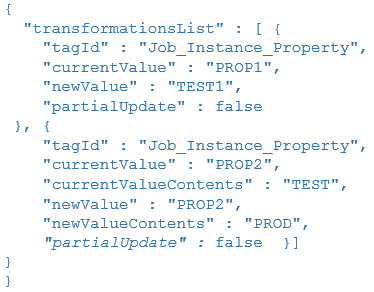 {
"transformationsList" : [ {
"tagId" : "Job_Instance_Property",
"currentValue" : "PROP1",
"newValue" : "TEST1",
"partialUpdate" : false
}, {
"tagId" : "Job_Instance_Property",
"currentValue" : "PROP2",
"currentValueContents" : "TEST",
"newValue" : "PROP2",
"newValueContents" : "PROD",
"partialUpdate" : false  }]
}
}